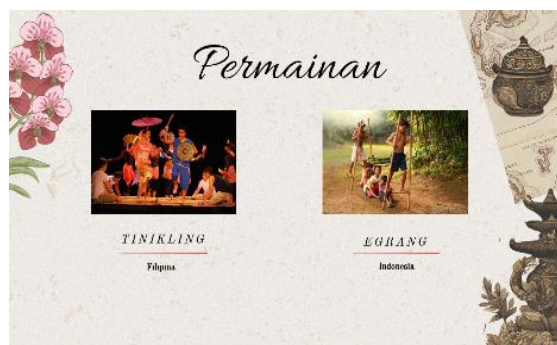 Permainan
TINIKLING
Filipina
EGRANG
Indonesia